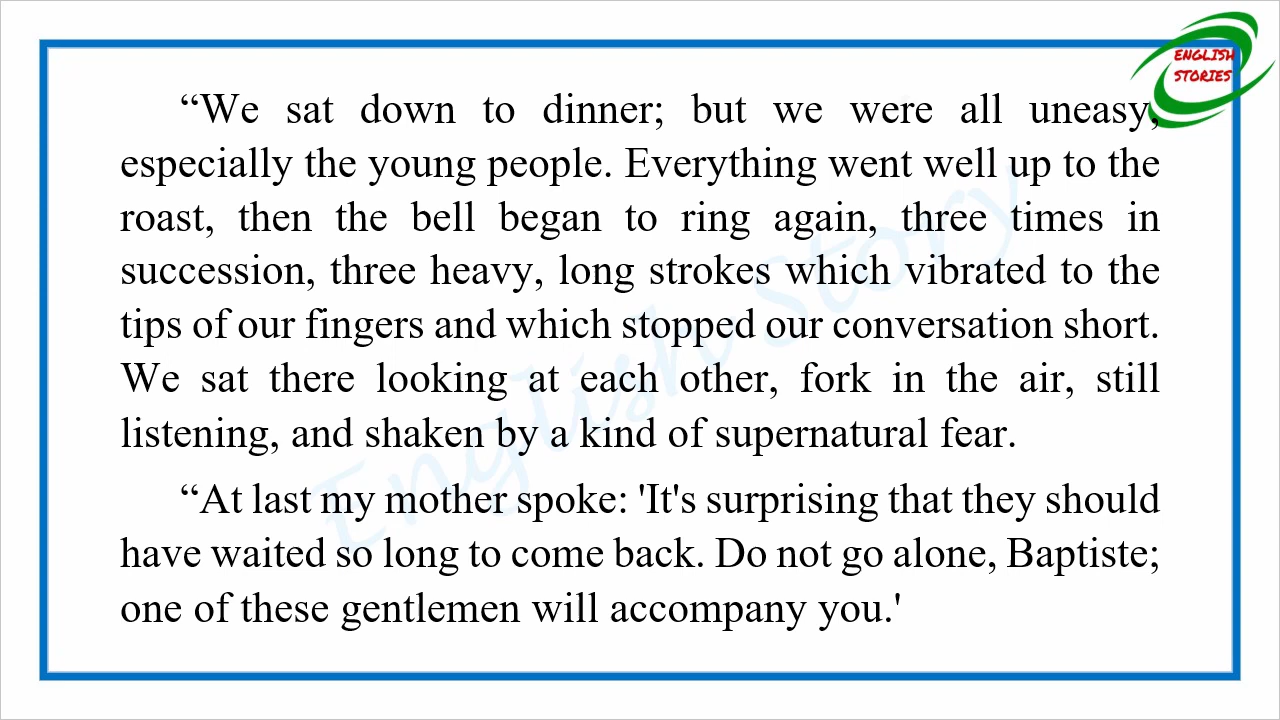 ENGLISH
STORIES
“We sat down to dinner; but we were all uneasy,
especially the young people. Everything went well up to the
roast, then the bell began to ring again, three times in
succession, three heavy, long strokes which vibrated to the
tips of our fingers and which stopped our conversation short.
We sat there looking at each other, fork in the air, still
listening, and shaken by a kind of supernatural fear.
“At last my mother spoke: 'It's surprising that they should
have waited so long to come back. Do not go alone, Baptiste;
one of these gentlemen will accompany you.'
English Story